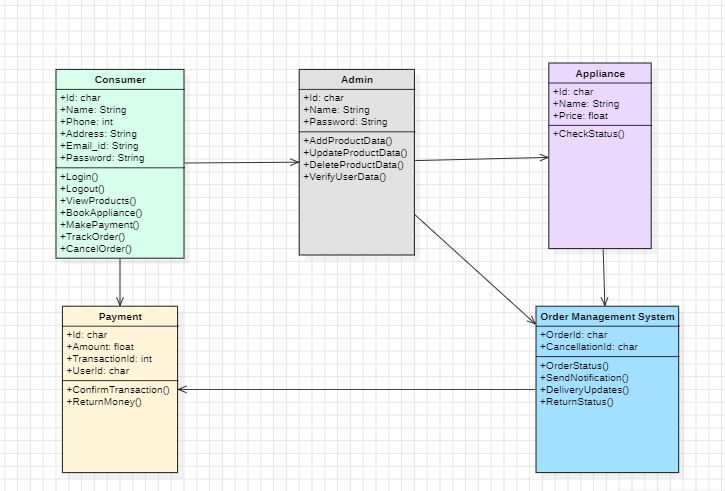 Consumer
+Id: char
+Name: String
+Phone: int
+Address: String
+Email_id: String
+Password: String
+Login()
+Logout()
+ViewProducts()
+BookAppliance()
+MakePayment()
+TrackOrder()
+CancelOrder()
Admin
+Id: char
+Name: String
+Password: String
+AddProductData()
+UpdateProductData()
+DeleteProductData()
+VerifyUserData()
Appliance
+Id: char
+Name: String
+Price: float
+CheckStatus()
Payment
+Id: char
+Amount: float
+TransactionId: int
+UserId: char
+ConfirmTransaction()
+ReturnMoney()
Order Management System
+OrderId: char
+CancellationId: char
+OrderStatus()
+SendNotification()
+DeliveryUpdates()
+ReturnStatus()